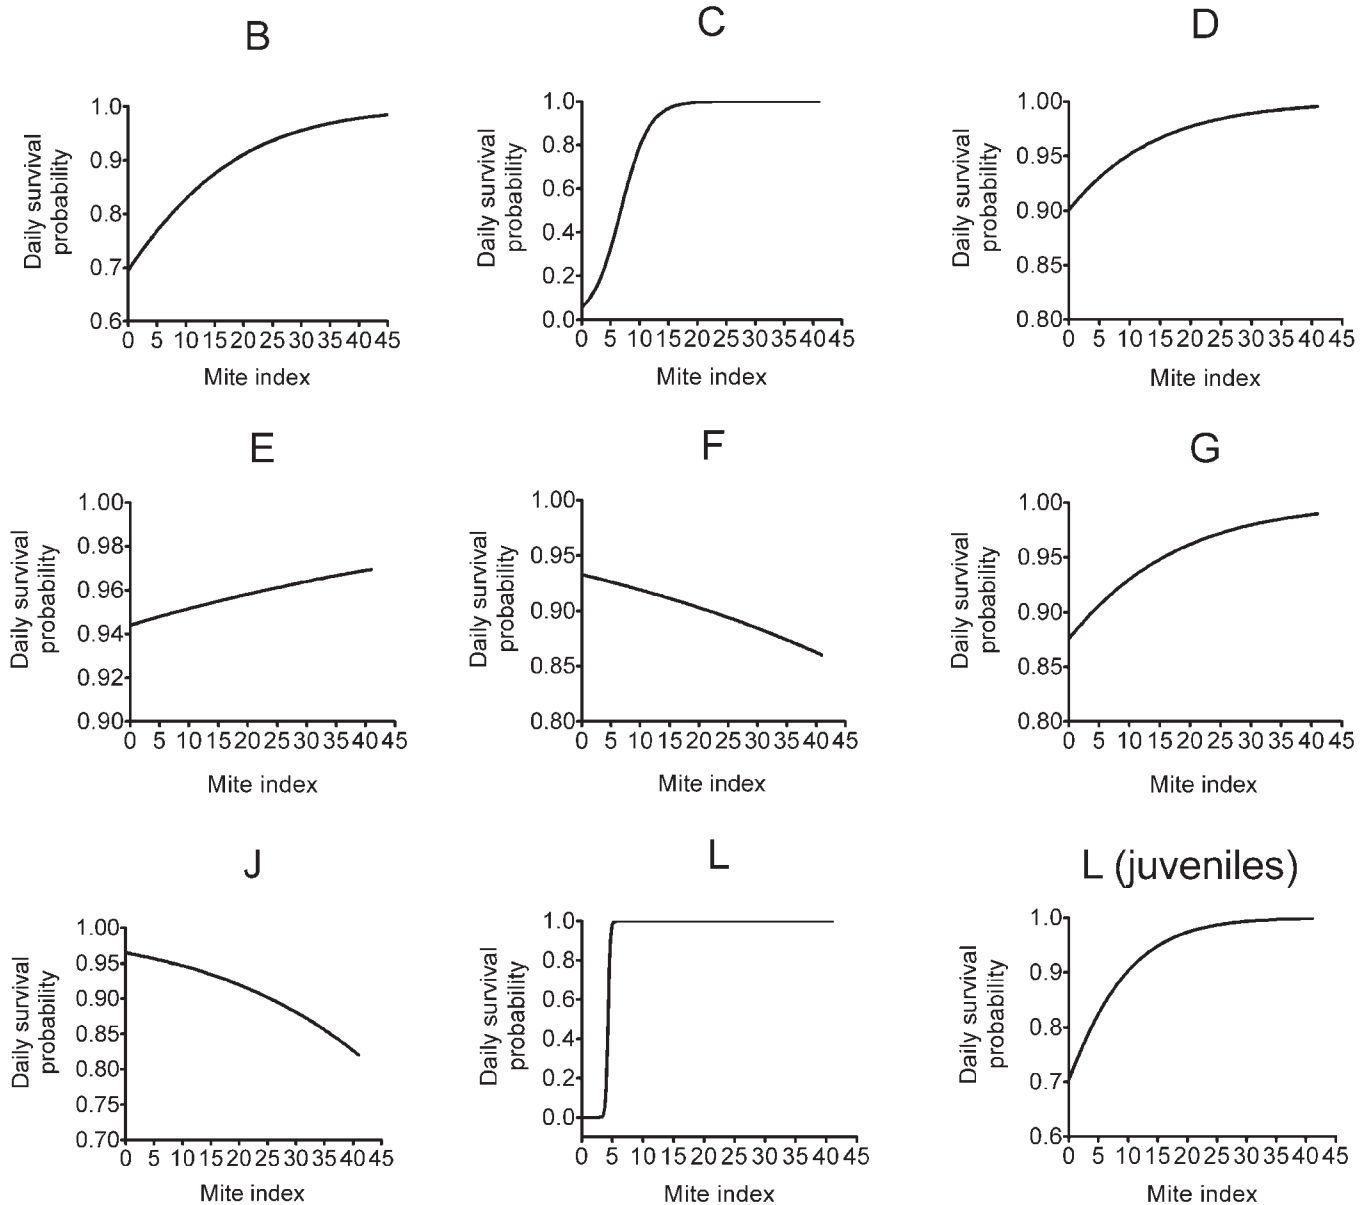 B
Daily survival
probability
1.0
0.9
0.8
0.7
0.6
0 5 10 15 20 25 30 35 40 45
Mite index
C
Daily survival
probability
1.0
0.8
0.6
0.4
0.2
0.0
0 5 10 15 20 25 30 35 40 45
Mite index
D
Daily survival
probability
1.00
0.95
0.90
0.85
0.80
0 5 10 15 20 25 30 35 40 45
Mite index
E
Daily survival
probability
1.00
0.98
0.96
0.94
0.92
0.90
0 5 10 15 20 25 30 35 40 45
Mite index
F
Daily survival
probability
1.00
0.95
0.90
0.85
0.80
0 5 10 15 20 25 30 35 40 45
Mite index
G
Daily survival
probability
1.00
0.95
0.90
0.85
0.80
0 5 10 15 20 25 30 35 40 45
Mite index
J
Daily survival
probability
1.00
0.95
0.90
0.85
0.80
0.75
0.70
0 5 10 15 20 25 30 35 40 45
Mite index
L
Daily survival
probability
1.0
0.8
0.6
0.4
0.2
0.0
0 5 10 15 20 25 30 35 40 45
Mite index
L (juveniles)
Daily survival
probability
1.0
0.9
0.8
0.7
0.6
0 5 10 15 20 25 30 35 40 45
Mite index